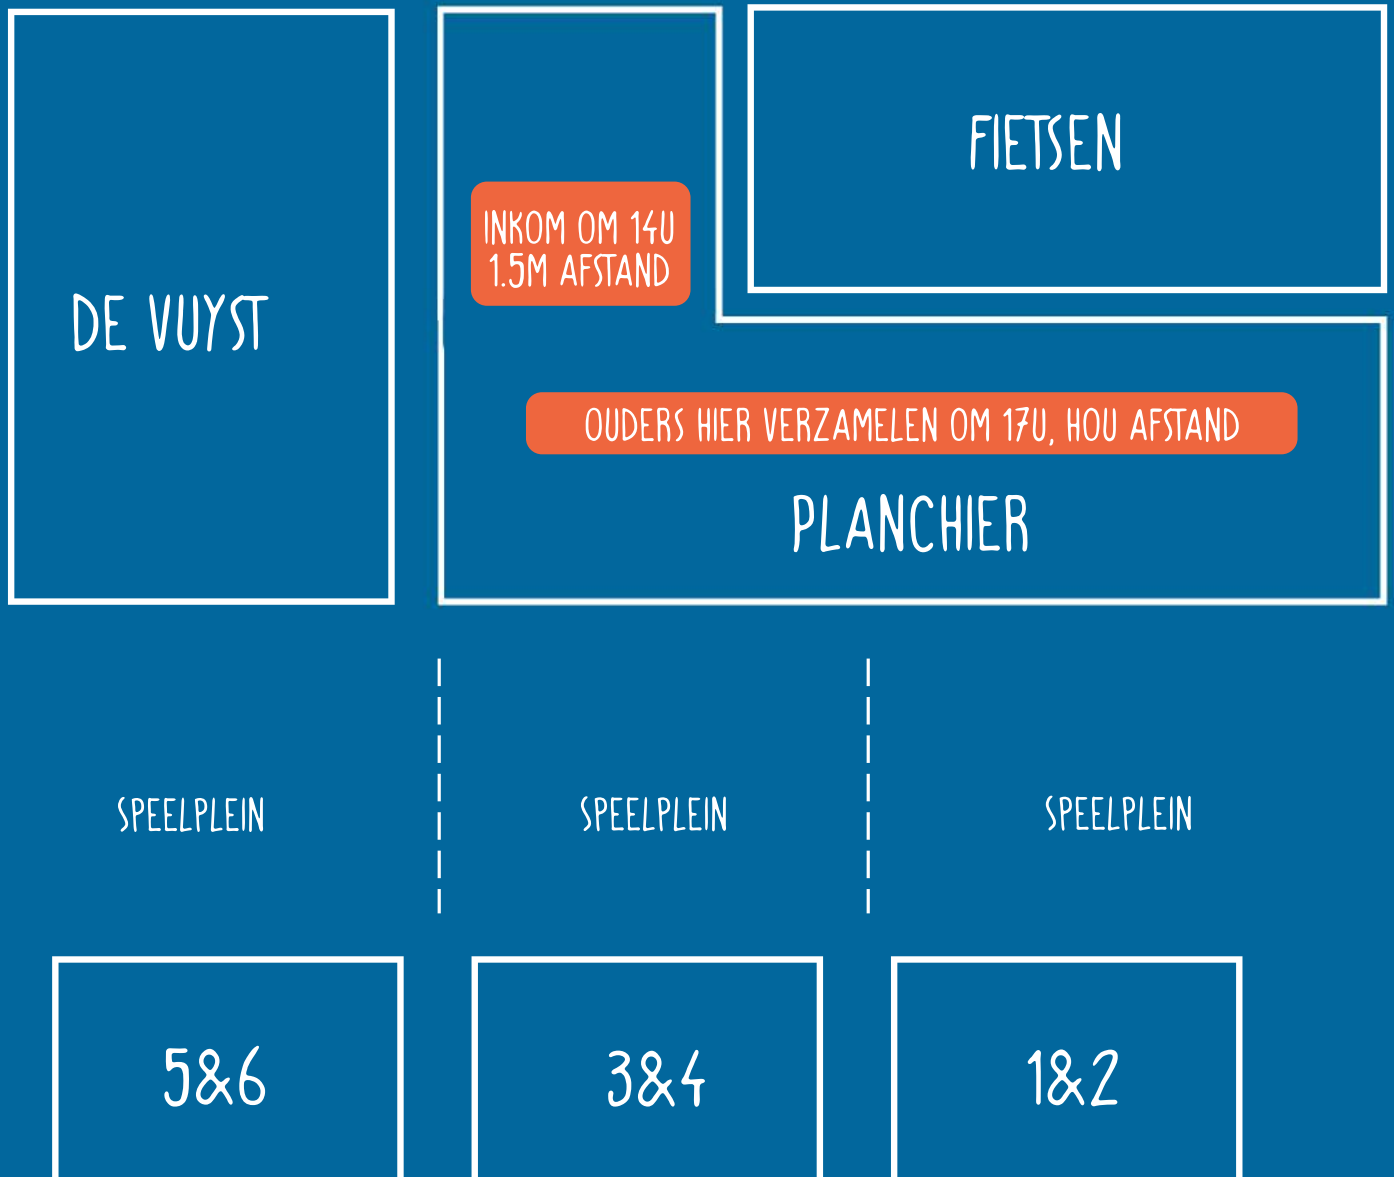 FIETSEN
INKOM OM 14U
1.5M AFSTAND
DE VUYST
OUDERS HIER VERZAMELEN OM 17U, HOU AFSTAND
PLANCHIER
SPEELPLEIN
SPEELPLEIN
SPEELPLEIN
5&6
3&4
1&2